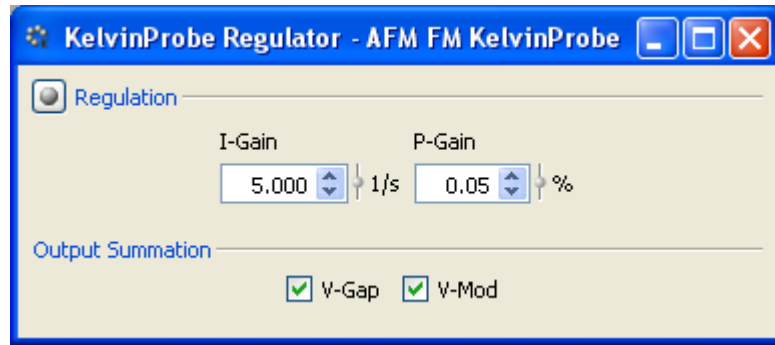 KelvinProbe Regulator - AFM FM KelvinProbe
Regulation
I-Gain P-Gain
5.000 1/s 0.05 %
Output Summation
V-Gap V-Mod